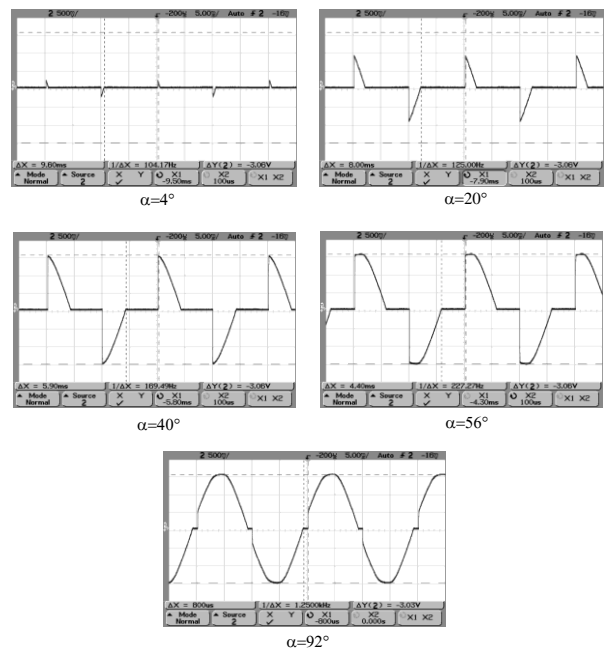 2 500▽/ -200▽ 5.00▽/ Auto 2
ΔX = 9.60ms 1/ΔX = 104.17Hz ΔY(2) = -3.06V
Mode Source X Y X1 X2 X1 X2
Normal 2 ✓ -9.50ms 100us
α=4°
2 500▽/ -200▽ 5.00▽/ Auto 2
ΔX = 8.00ms 1/ΔX = 125.00Hz ΔY(2) = -3.06V
Mode Source X Y X1 X2 X1 X2
Normal 2 ✓ -7.90ms 100us
α=20°
2 500▽/ -200▽ 5.00▽/ Auto 2
ΔX = 5.90ms 1/ΔX = 169.49Hz ΔY(2) = -3.06V
Mode Source X Y X1 X2 X1 X2
Normal 2 ✓ -5.80ms 100us
α=40°
2 500▽/ -200▽ 5.00▽/ Auto 2
ΔX = 4.40ms 1/ΔX = 227.27Hz ΔY(2) = -3.06V
Mode Source X Y X1 X2 X1 X2
Normal 2 ✓ -4.30ms 100us
α=56°
2 500▽/ -200▽ 5.00▽/ Auto 2
ΔX = 800us 1/ΔX = 1.2500kHz ΔY(2) = -3.03V
Mode Source X Y X1 X2 X1 X2
Normal 2 ✓ -800us 0.000s
α=92°